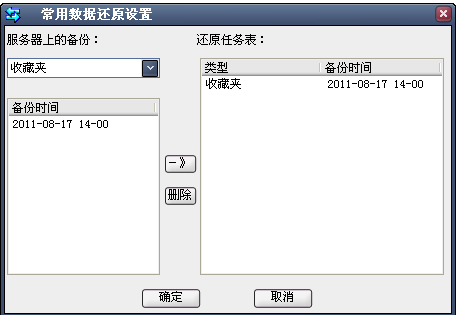 常用数据还原设置
服务器上的备份：
还原任务表：
收藏夹
类型 备份时间
收藏夹 2011-08-17 14-00
备份时间
2011-08-17 14-00
－》
删除
确定
取消